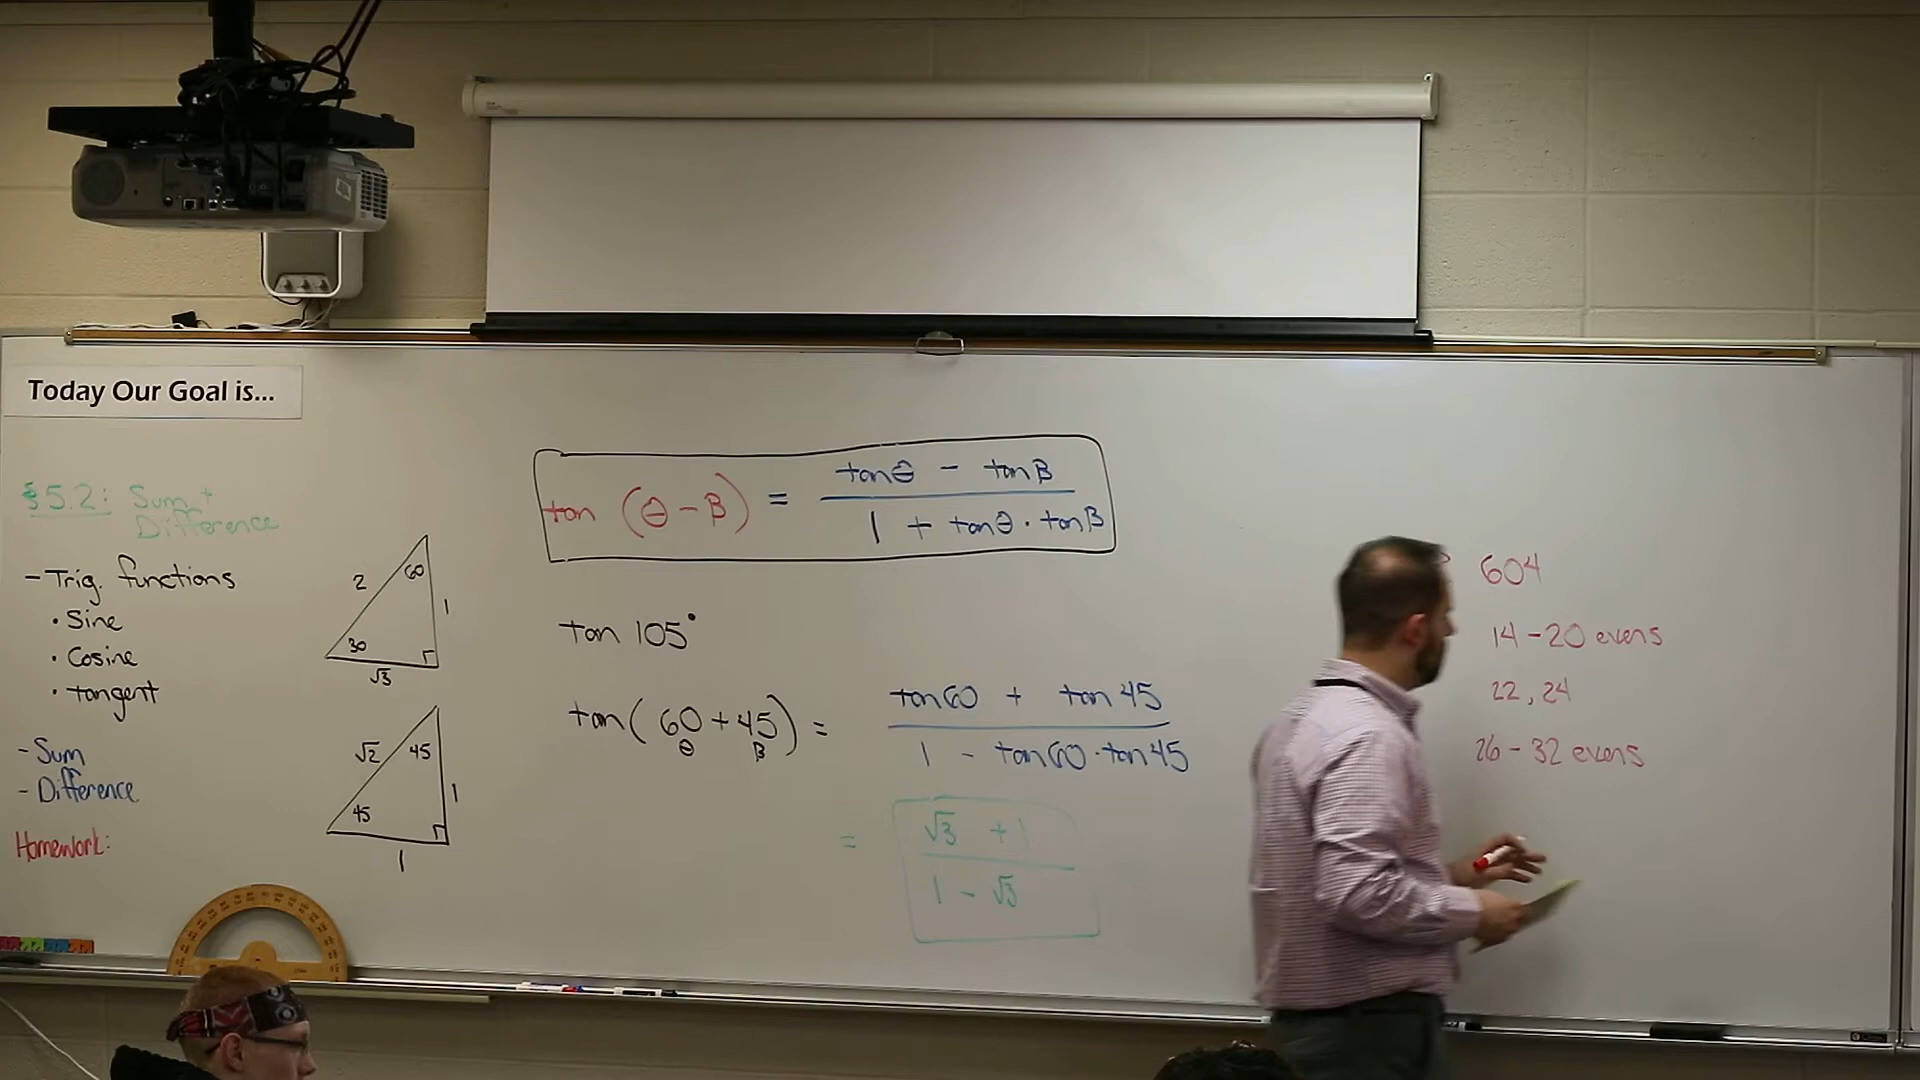 Today Our Goal is...
§5.2: Sum +
Difference
- Trig. functions
• Sine
• Cosine
• tangent
- Sum
- Difference
Homework:
2
60
1
30
√3
√2
45
1
45
1
tan (θ - β) = tanθ - tanβ
1 + tanθ · tanβ
tan 105°
tan( 60 + 45 ) = tan60 + tan 45
θ β
1 - tan60 · tan45
= √3 + 1
1 - √3
604
14 - 20 evens
22, 24
26 - 32 evens